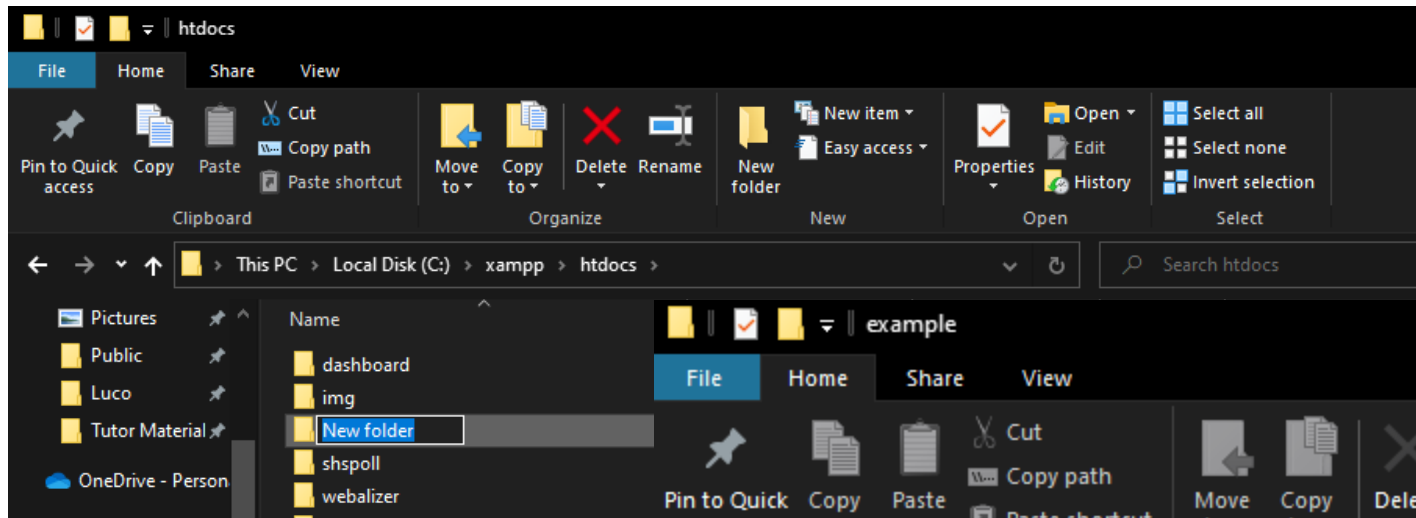 htdocs
File Home Share View
Pin to Quick access
Copy
Paste
Cut
Copy path
Paste shortcut
Clipboard
Move to
Copy to
Delete
Rename
Organize
New folder
New item
Easy access
New
Properties
Open
Edit
History
Open
Select all
Select none
Invert selection
Select
This PC > Local Disk (C:) > xampp > htdocs >
Search htdocs
Pictures
Public
Luco
Tutor Material
OneDrive - Person
Name
dashboard
img
New folder
shspoll
webalizer
example
File Home Share View
Pin to Quick
Copy
Paste
Cut
Copy path
Move
Copy
Dele